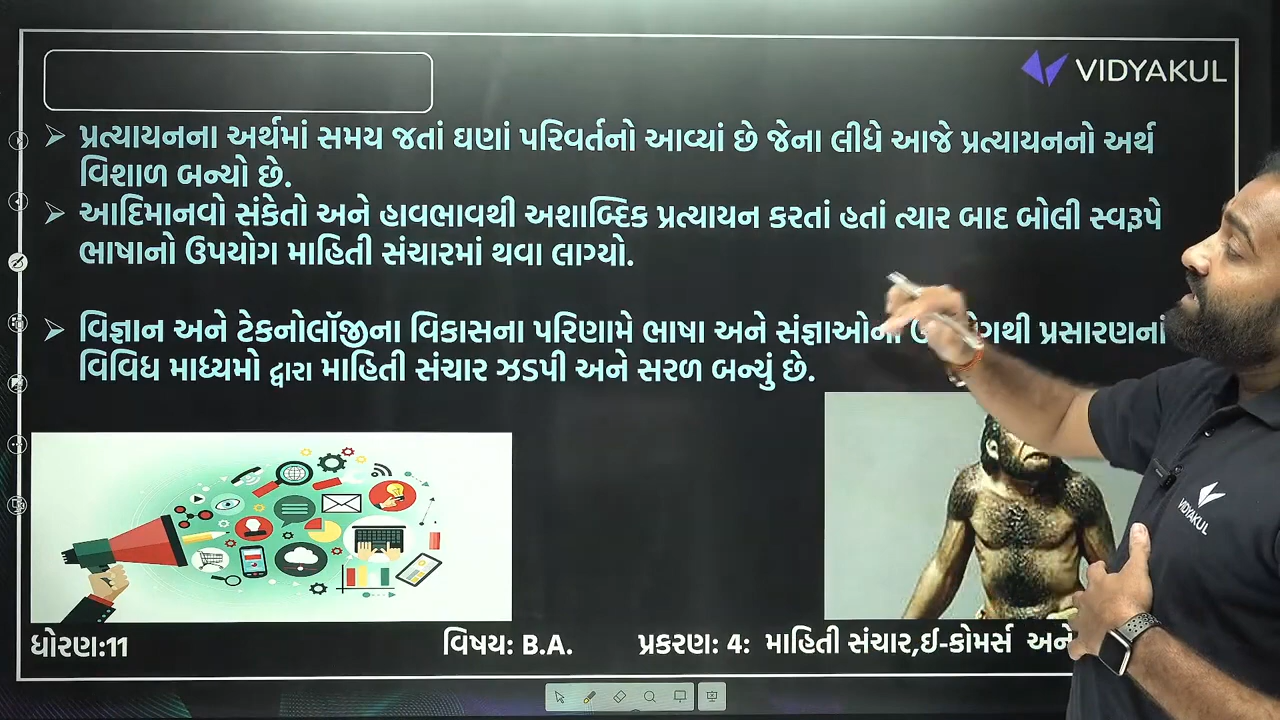 VIDYAKUL
➢ પ્રત્યાયનના અર્થમાં સમય જતાં ઘણાં પરિવર્તનો આવ્યાં છે જેના લીધે આજે પ્રત્યાયનનો અર્થ
વિશાળ બન્યો છે.
➢ આદિમાનવો સંકેતો અને હાવભાવથી અશાબ્દિક પ્રત્યાયન કરતાં હતાં ત્યાર બાદ બોલી સ્વરૂપે
ભાષાનો ઉપયોગ માહિતી સંચારમાં થવા લાગ્યો.
➢ વિજ્ઞાન અને ટેકનોલૉજીના વિકાસના પરિણામે ભાષા અને પ્રસારણનાં
વિવિધ માધ્યમો દ્વારા માહિતી સંચાર ઝડપી અને સરળ બન્યું છે.
VIDYAKUL
ધોરણ:11 વિષય: B.A. પ્રકરણ: 4: માહિતી સંચાર,ઈ-કોમર્સ અને